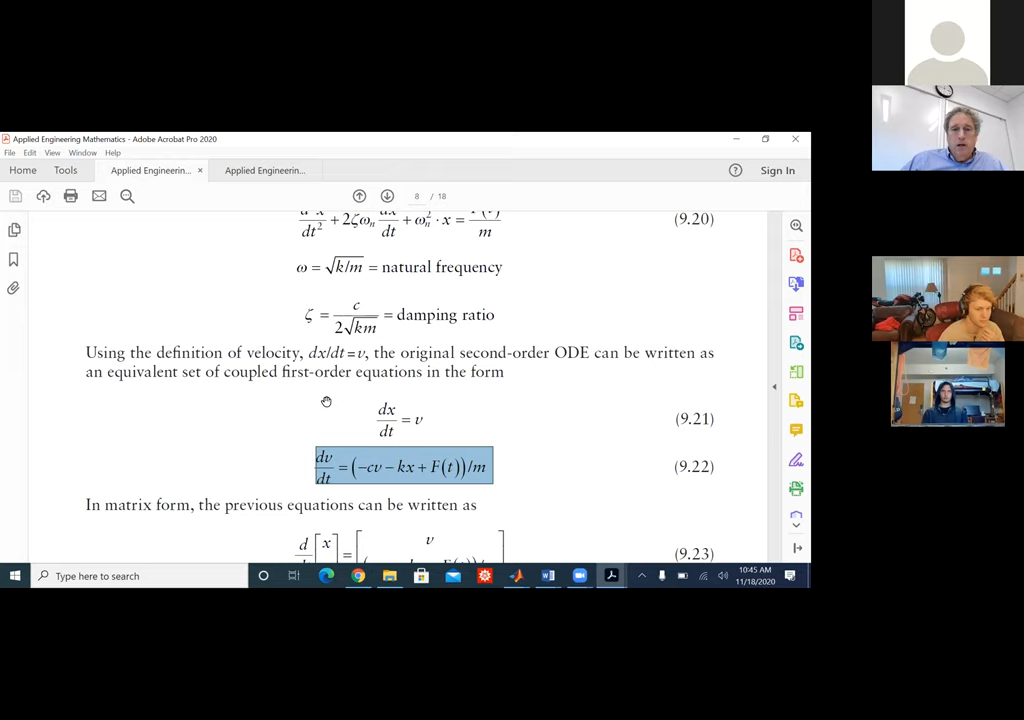 Applied Engineering Mathematics - Adobe Acrobat Pro 2020
File Edit View Window Help
Home Tools Applied Engineerin... × Applied Engineerin... Sign In
8 / 18
dt² + 2ζωₙ dt + ωₙ² · x = m (9.20)
ω = √k/m = natural frequency
ζ = c / 2√km = damping ratio
Using the definition of velocity, dx/dt = v, the original second-order ODE can be written as
an equivalent set of coupled first-order equations in the form
dx/dt = v (9.21)
dv/dt = (−cv − kx + F(t))/m (9.22)
In matrix form, the previous equations can be written as
d [x] = [ v ] (9.23)
Type here to search
10:45 AM
11/18/2020